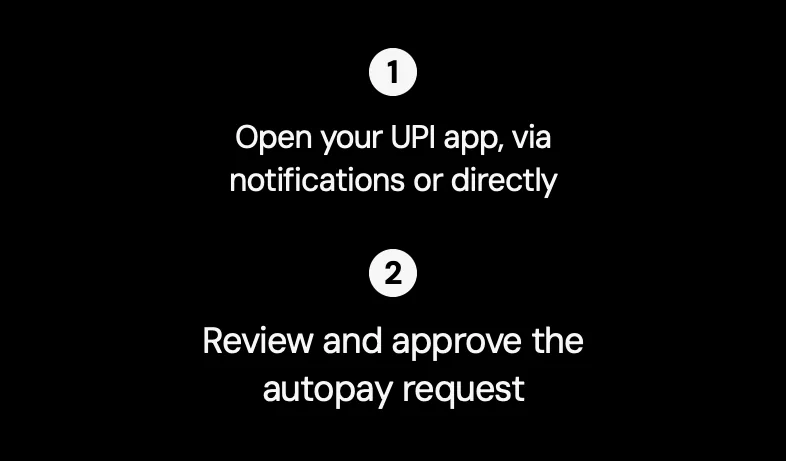 1
Open your UPI app, via
notifications or directly
2
Review and approve the
autopay request